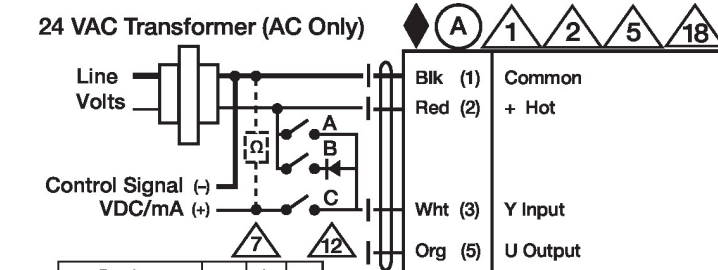 24 VAC Transformer (AC Only)
A 1 2 5 18
Line
Volts
Blk (1) Common
Red (2) + Hot
A
Ω
B
Control Signal (–)
VDC/mA (+)
C
Wht (3) Y Input
7 12
Org (5) U Output